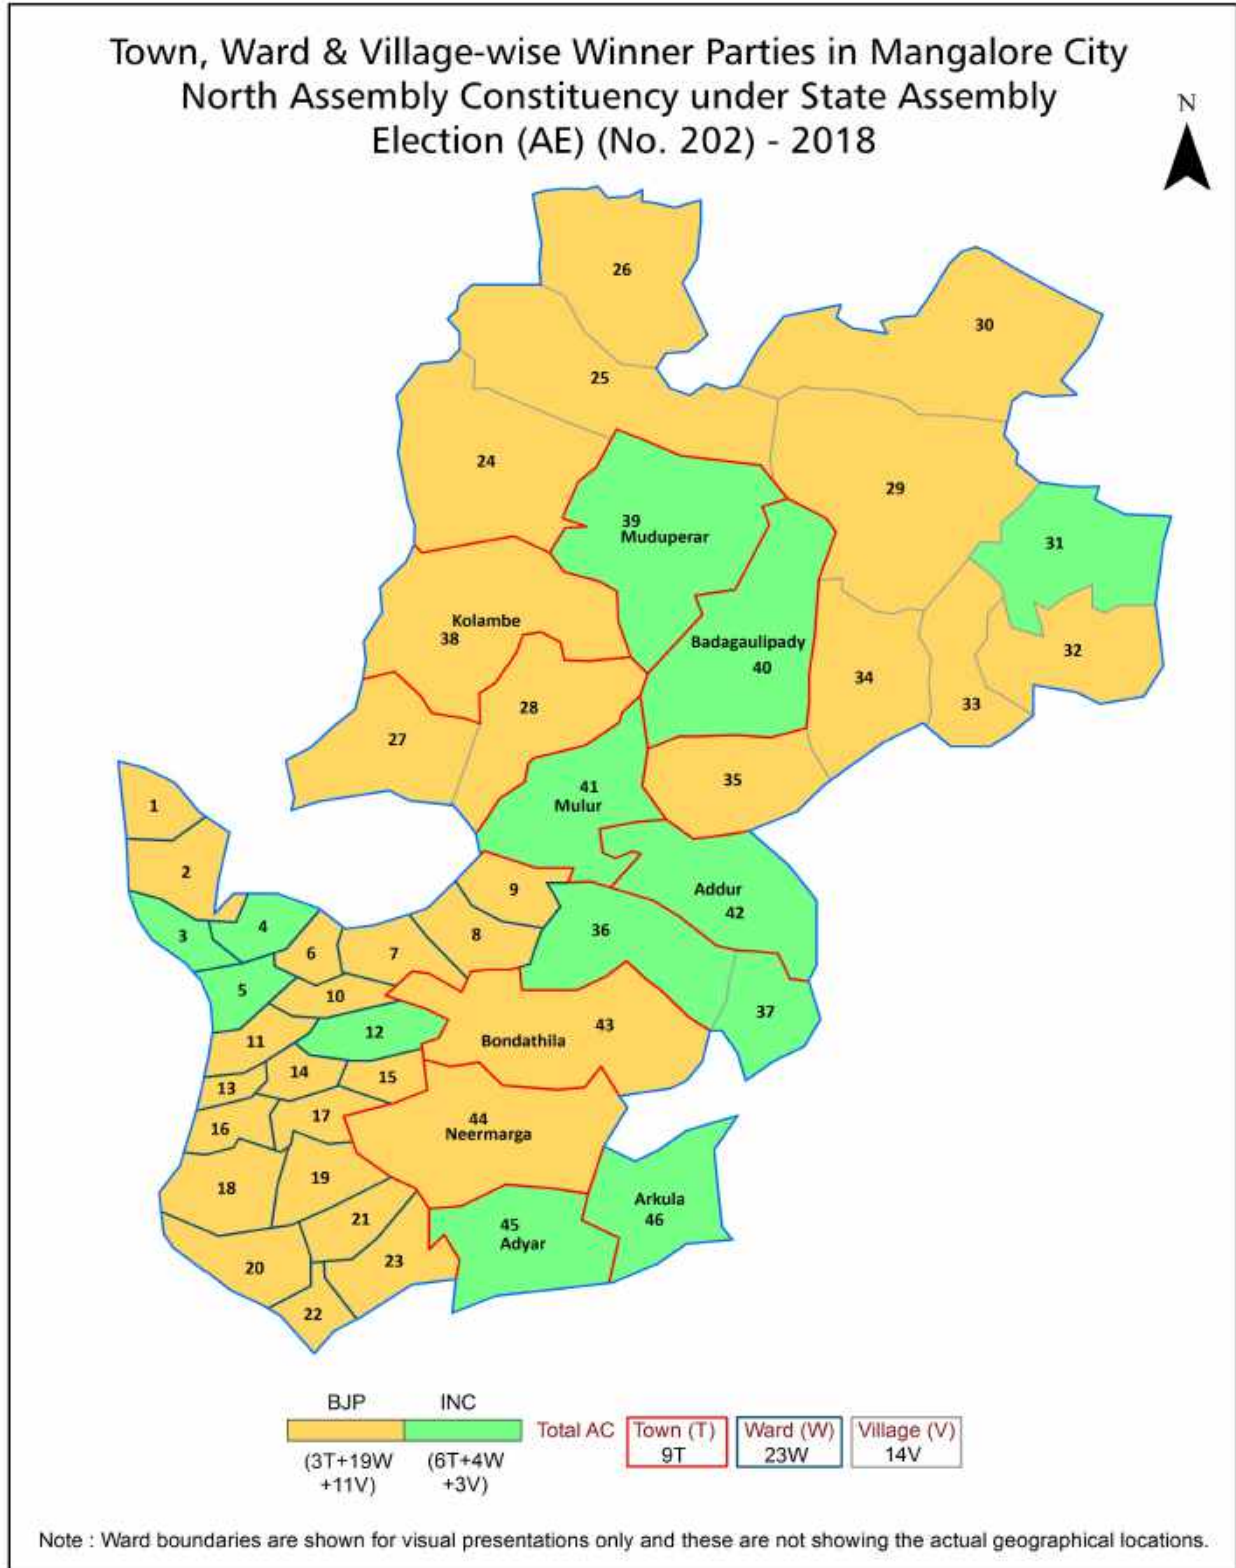 Town, Ward & Village-wise Winner Parties in Mangalore City
North Assembly Constituency under State Assembly
Election (AE) (No. 202) - 2018
N
26
30
25
24
29
39
Muduperar
31
Kolambe
38
Badagaulipady
40
34
32
33
28
27
35
41
Mulur
1
2
9
Addur
42
3
4
36
8
6
7
5
10
37
12
43
Bondathila
11
14
15
13
44
Neermarga
17
16
19
18
Arkula
46
21
45
Adyar
23
20
22
BJP INC
Total AC Town (T) Ward (W) Village (V)
9T 23W 14V
(3T+19W (6T+4W
+11V) +3V)
Note : Ward boundaries are shown for visual presentations only and these are not showing the actual geographical locations.